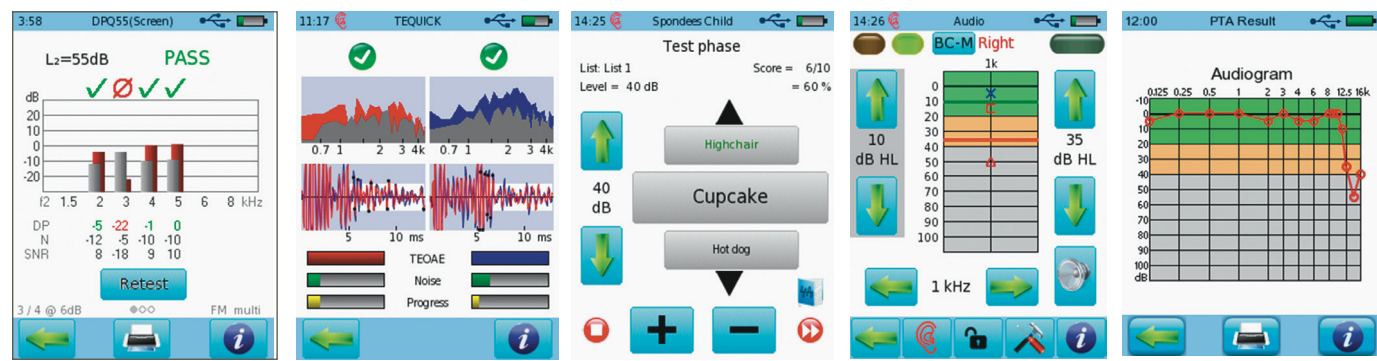 3:58 DPQ55(Screen)
L₂=55dB PASS
dB
20
10
0
-10
-20
f2 1.5 2 3 4 5 6 8 kHz
DP -5 -22 -1 0
N -12 -5 -10 -10
SNR 8 -18 9 10
Retest
3 / 4 @ 6dB FM multi
i
11:17 TEQUICK
0.7 1 2 3 4k 0.7 1 2 3 4k
5 10 ms 5 10 ms
TEOAE
Noise
Progress
i
14:25 Spondees Child
Test phase
List: List 1 Score = 6/10
Level = 40 dB = 60 %
Highchair
40
dB
Cupcake
Hot dog
14:26 Audio
BC-M Right
1k
0
10
20
30
40
50
60
70
80
90
100
10
dB HL
35
dB HL
1 kHz
i
12:00 PTA Result
Audiogram
0.125 0.25 0.5 1 2 3 4 6 8 12.5 16k
-10
0
10
20
30
40
50
60
70
80
90
100
dB
i